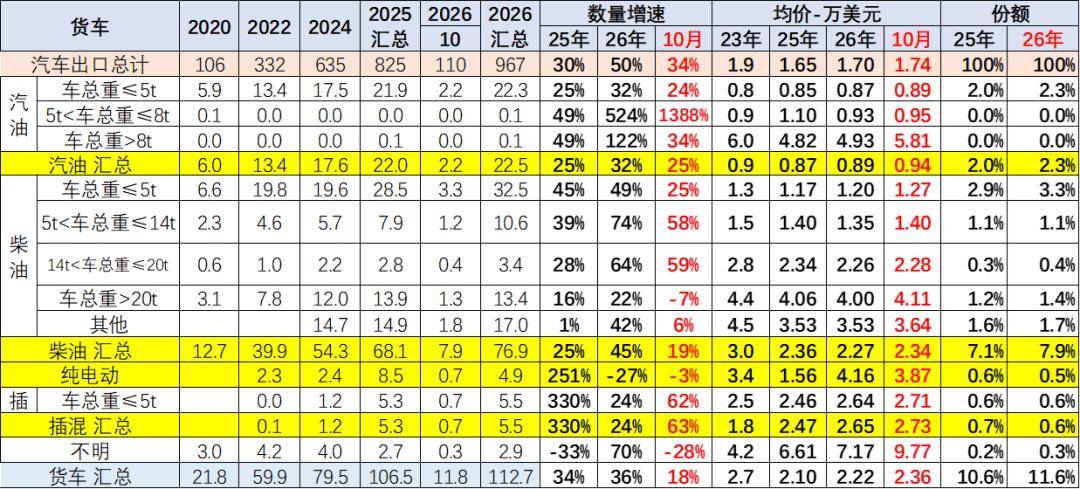 货车 2020 2022 2024 2025 汇总 2026 10 2026 汇总 数量增速 均价-万美元 份额
25年 26年 10月 23年 25年 26年 10月 25年 26年
汽车出口总计 106 332 635 825 110 967 30% 50% 34% 1.9 1.65 1.70 1.74 100% 100%
汽油 车总重≤5t 5.9 13.4 17.5 21.9 2.2 22.3 25% 32% 24% 0.8 0.85 0.87 0.89 2.0% 2.3%
5t<车总重≤8t 0.1 0.0 0.0 0.0 0.0 0.1 49% 524% 1388% 0.9 1.10 0.93 0.95 0.0% 0.0%
车总重>8t 0.0 0.0 0.0 0.1 0.0 0.1 49% 122% 34% 6.0 4.82 4.93 5.81 0.0% 0.0%
汽油 汇总 6.0 13.4 17.6 22.0 2.2 22.5 25% 32% 25% 0.9 0.87 0.89 0.94 2.0% 2.3%
柴油 车总重≤5t 6.6 19.8 19.6 28.5 3.3 32.5 45% 49% 25% 1.3 1.17 1.20 1.27 2.9% 3.3%
5t<车总重≤14t 2.3 4.6 5.7 7.9 1.2 10.6 39% 74% 58% 1.5 1.40 1.35 1.40 1.1% 1.1%
14t<车总重≤20t 0.6 1.0 2.2 2.8 0.4 3.4 28% 64% 59% 2.8 2.34 2.26 2.28 0.3% 0.4%
车总重>20t 3.1 7.8 12.0 13.9 1.3 13.4 16% 22% -7% 4.4 4.06 4.00 4.11 1.2% 1.4%
其他 14.7 14.9 1.8 17.0 1% 42% 6% 4.5 3.53 3.53 3.64 1.6% 1.7%
柴油 汇总 12.7 39.9 54.3 68.1 7.9 76.9 25% 45% 19% 3.0 2.36 2.27 2.34 7.1% 7.9%
纯电动 2.3 2.4 8.5 0.7 4.9 251% -27% -3% 3.4 1.56 4.16 3.87 0.6% 0.5%
插 车总重≤5t 0.0 1.2 5.3 0.7 5.5 330% 24% 62% 2.5 2.46 2.64 2.71 0.6% 0.6%
插混 汇总 0.1 1.2 5.3 0.7 5.5 330% 24% 63% 1.8 2.47 2.65 2.73 0.7% 0.6%
不明 3.0 4.2 4.0 2.7 0.3 2.9 -33% 70% -28% 4.2 6.61 7.17 9.77 0.2% 0.3%
货车 汇总 21.8 59.9 79.5 106.5 11.8 112.7 34% 36% 18% 2.7 2.10 2.22 2.36 10.6% 11.6%